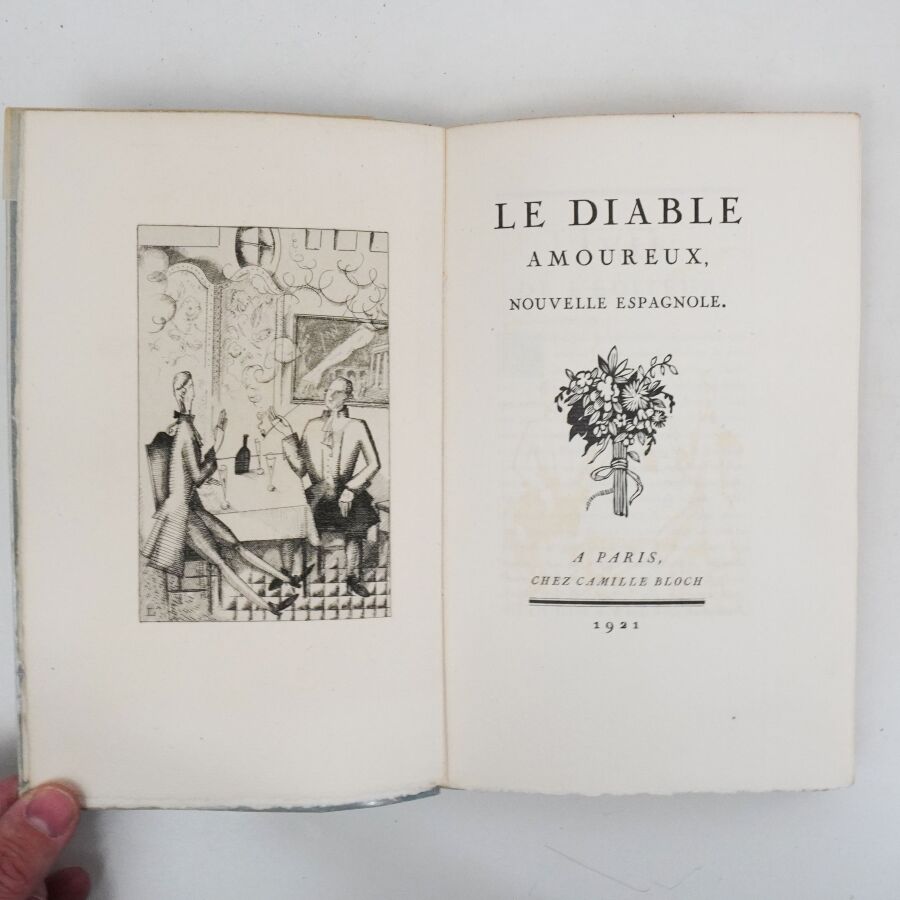 LE DIABLE
AMOUREUX,
NOUVELLE ESPAGNOLE.
A PARIS,
CHEZ CAMILLE BLOCH
1921